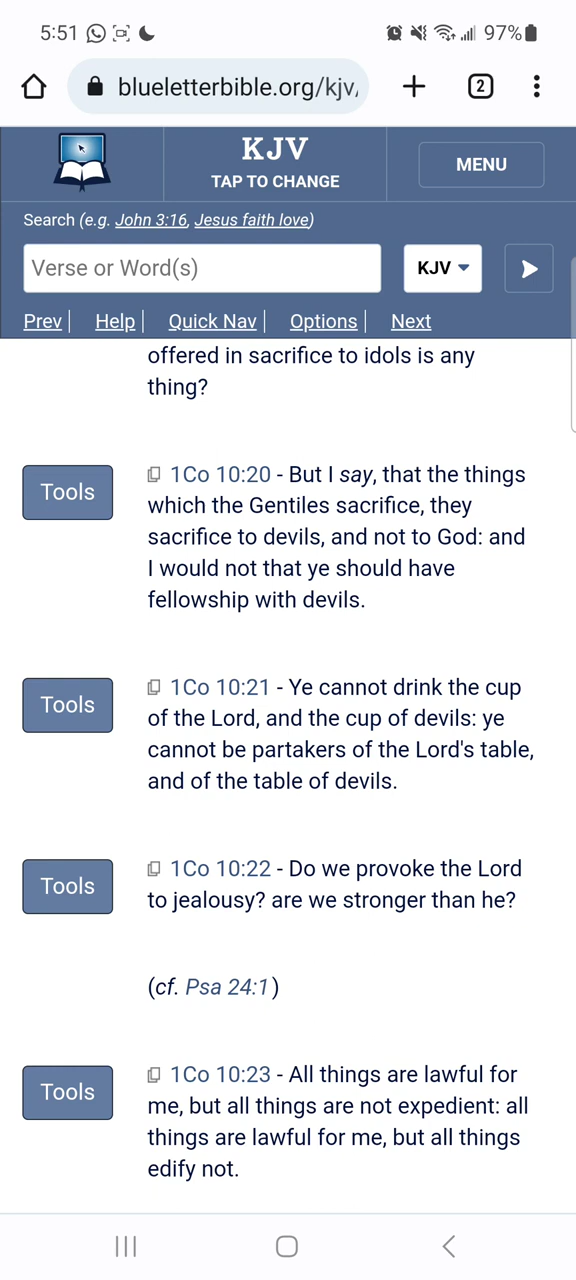 5:51 97%
blueletterbible.org/kjv/ 2
KJV
TAP TO CHANGE
MENU
Search (e.g. John 3:16, Jesus faith love)
Verse or Word(s) KJV
Prev| Help| Quick Nav| Options| Next
offered in sacrifice to idols is any
thing?
Tools
1Co 10:20 - But I say, that the things
which the Gentiles sacrifice, they
sacrifice to devils, and not to God: and
I would not that ye should have
fellowship with devils.
Tools
1Co 10:21 - Ye cannot drink the cup
of the Lord, and the cup of devils: ye
cannot be partakers of the Lord's table,
and of the table of devils.
Tools
1Co 10:22 - Do we provoke the Lord
to jealousy? are we stronger than he?
(cf. Psa 24:1)
Tools
1Co 10:23 - All things are lawful for
me, but all things are not expedient: all
things are lawful for me, but all things
edify not.